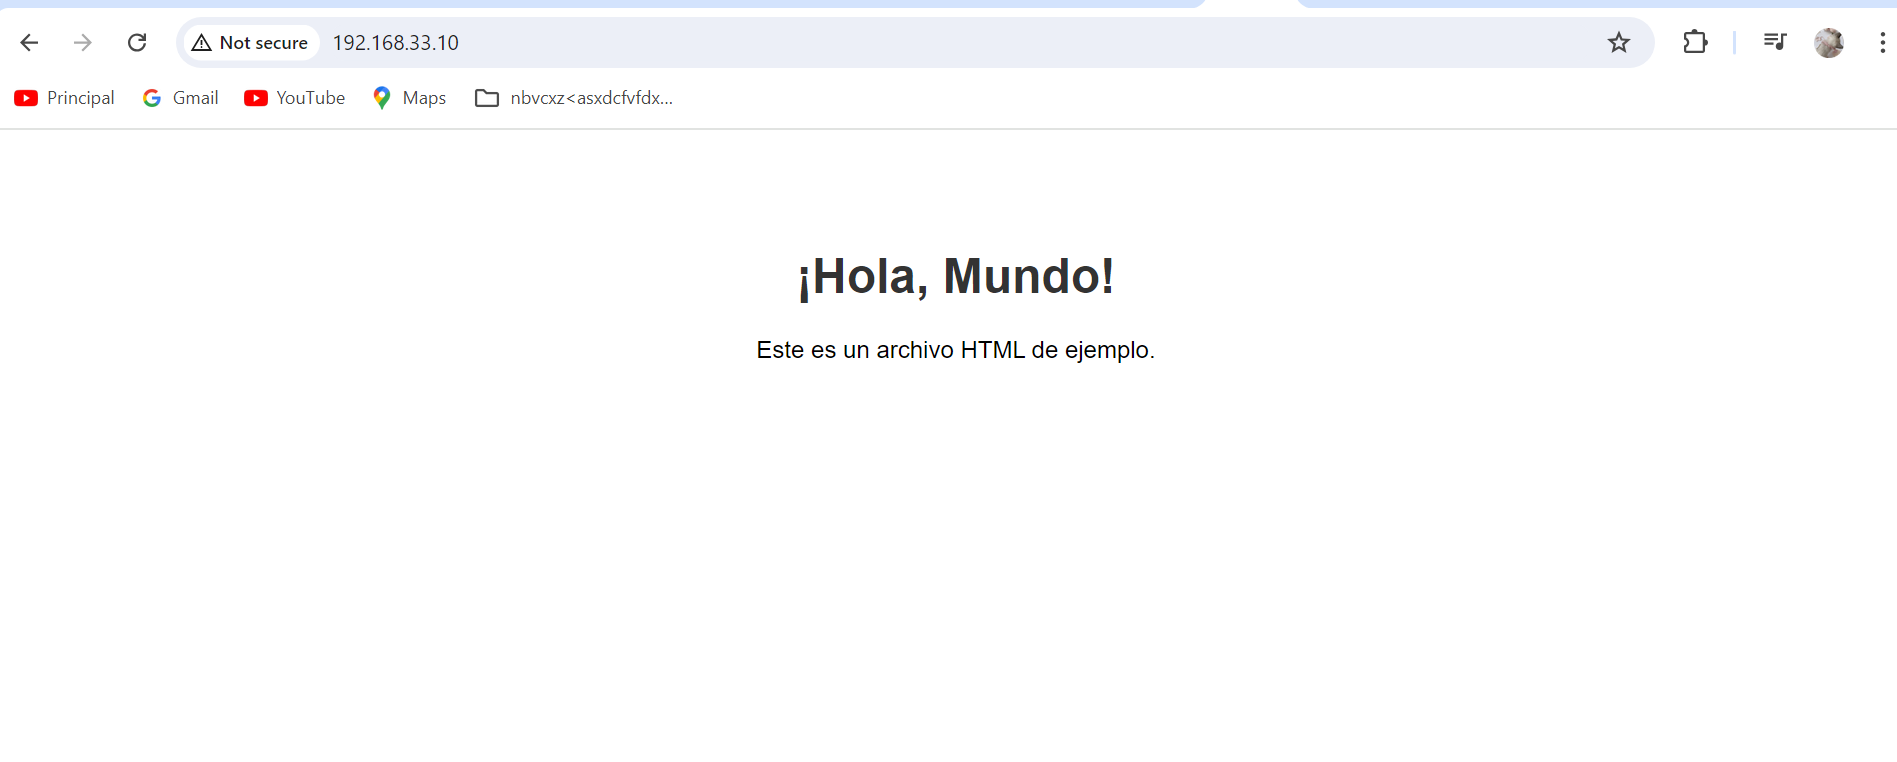 Not secure 192.168.33.10
Principal Gmail YouTube Maps nbvcxz<asxdcfvfdx...
¡Hola, Mundo!
Este es un archivo HTML de ejemplo.